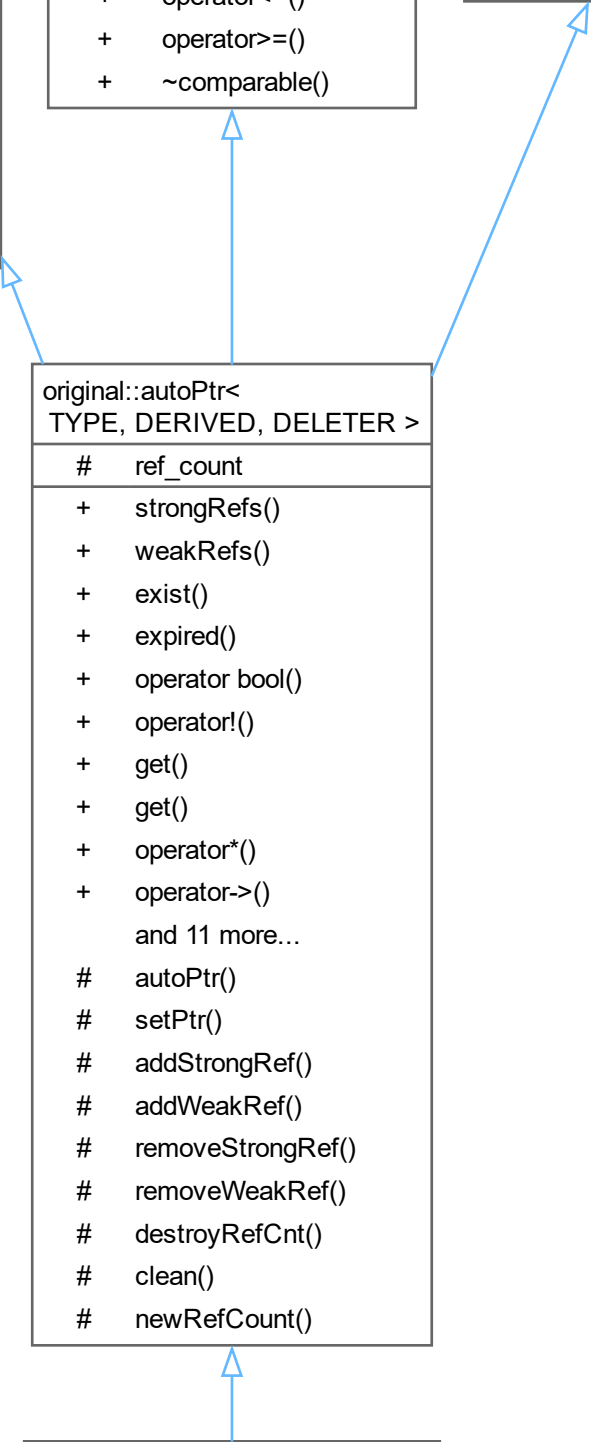 + operator>=()
+ ~comparable()
original::autoPtr<
TYPE, DERIVED, DELETER >
# ref_count
+ strongRefs()
+ weakRefs()
+ exist()
+ expired()
+ operator bool()
+ operator!()
+ get()
+ get()
+ operator*()
+ operator->()
and 11 more...
# autoPtr()
# setPtr()
# addStrongRef()
# addWeakRef()
# removeStrongRef()
# removeWeakRef()
# destroyRefCnt()
# clean()
# newRefCount()